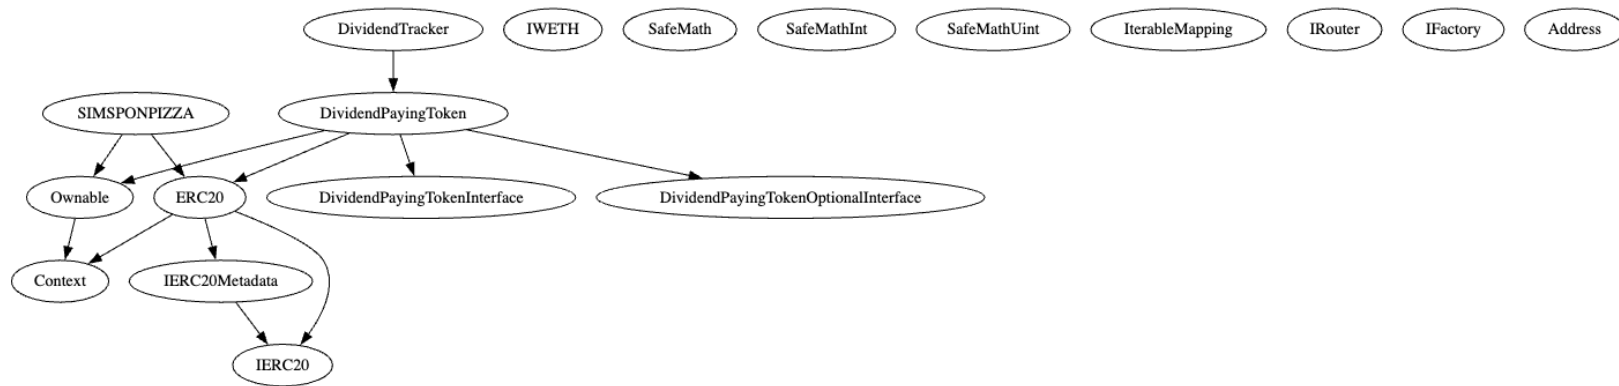 DividendTracker
IWETH
SafeMath
SafeMathInt
SafeMathUint
IterableMapping
IRouter
IFactory
Address
SIMSPONPIZZA
DividendPayingToken
Ownable
ERC20
DividendPayingTokenInterface
DividendPayingTokenOptionalInterface
Context
IERC20Metadata
IERC20